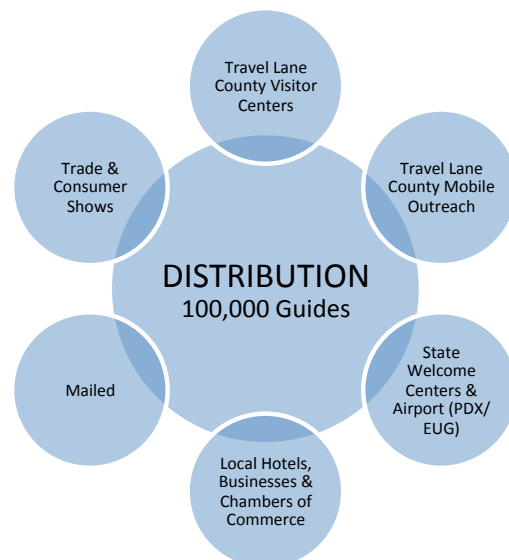 Travel Lane
County Visitor
Centers
Trade &
Consumer
Shows
Travel Lane
County Mobile
Outreach
DISTRIBUTION
100,000 Guides
Mailed
State
Welcome
Centers &
Airport (PDX/
EUG)
Local Hotels,
Businesses &
Chambers of
Commerce